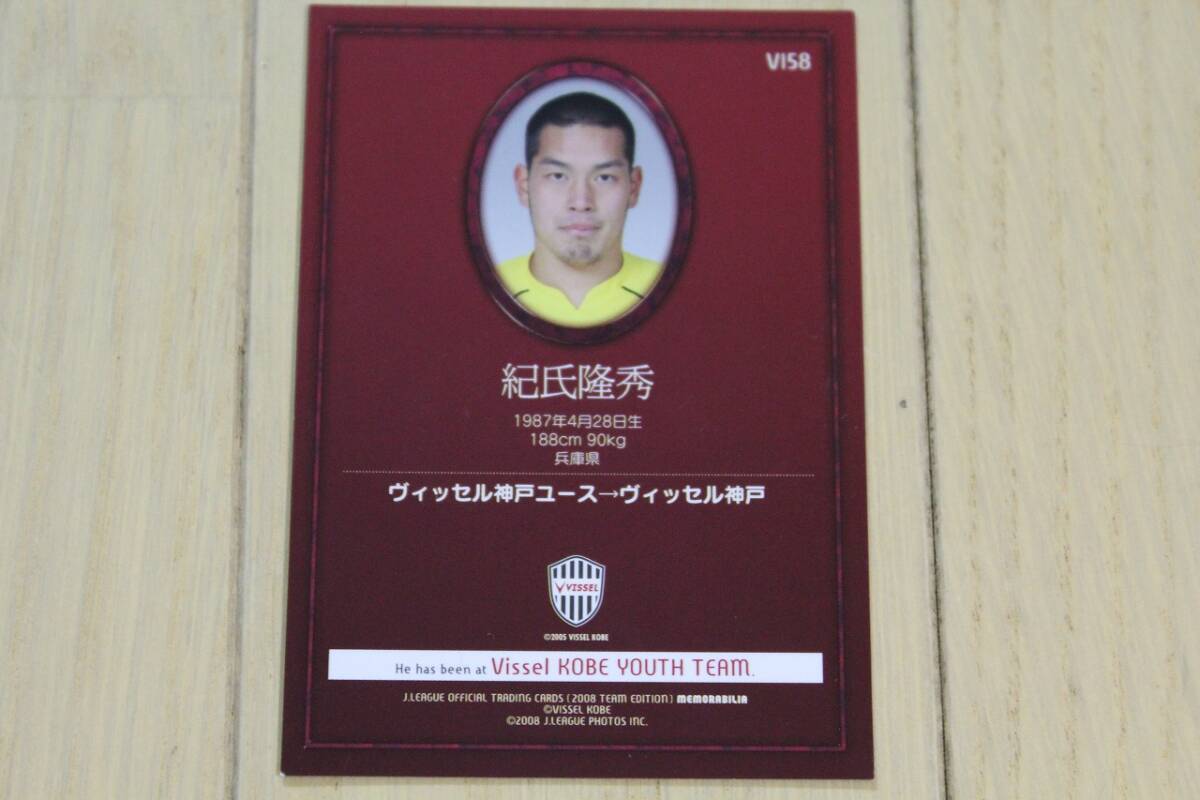 VI58
紀氏隆秀
1987年4月28日生
188cm 90kg
兵庫県
ヴィッセル神戸ユース→ヴィッセル神戸
VISSEL
©2005 VISSEL KOBE
He has been at Vissel KOBE YOUTH TEAM.
J.LEAGUE OFFICIAL TRADING CARDS (2008 TEAM EDITION) MEMORABILIA
©VISSEL KOBE
©2008 J.LEAGUE PHOTOS INC.